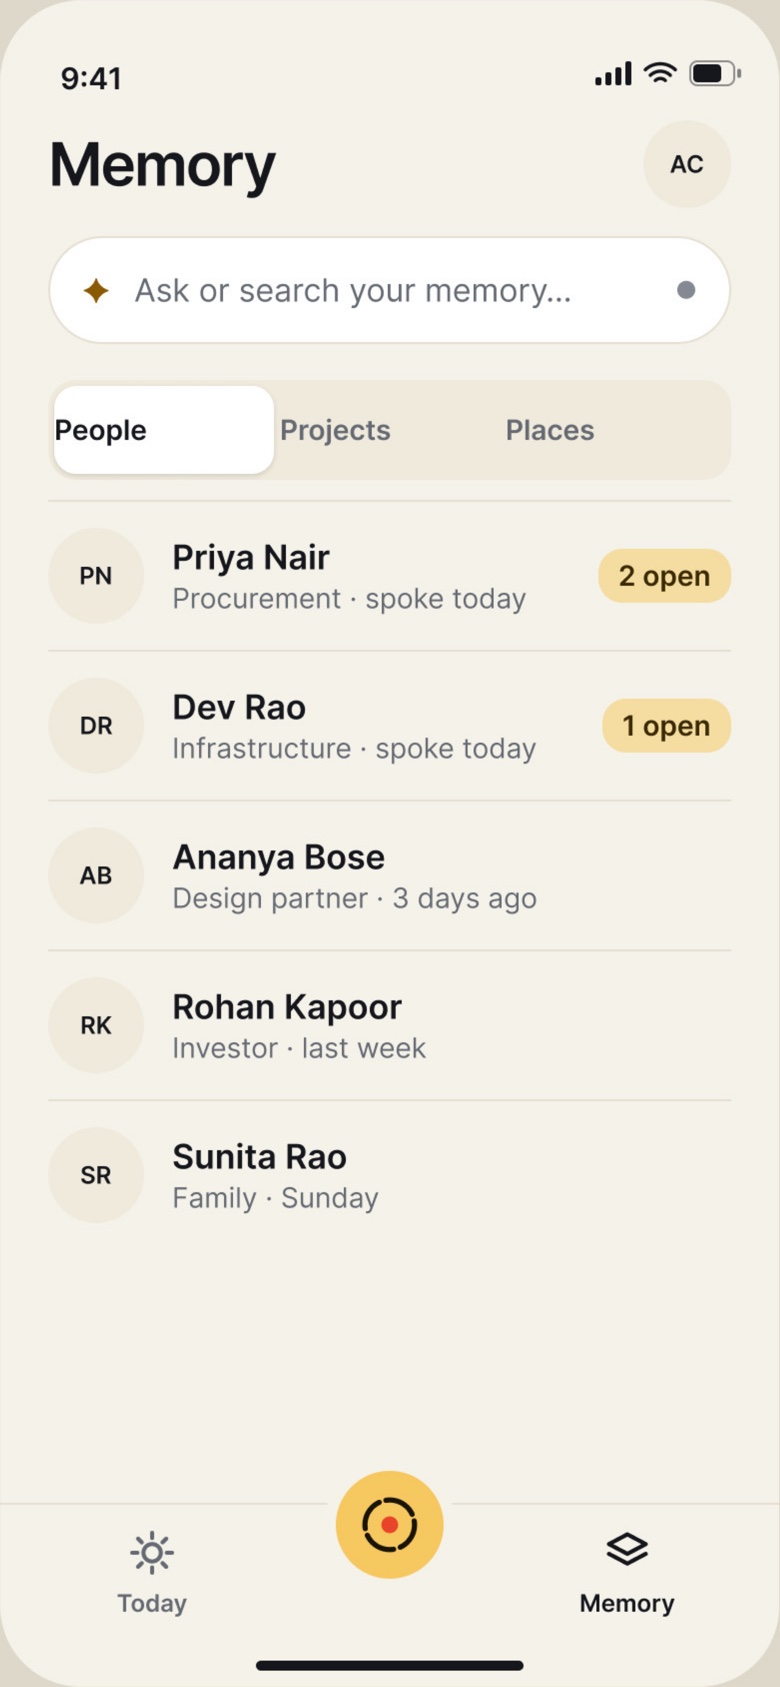 9:41
Memory
AC
Ask or search your memory...
People Projects Places
PN
Priya Nair
Procurement · spoke today
2 open
DR
Dev Rao
Infrastructure · spoke today
1 open
AB
Ananya Bose
Design partner · 3 days ago
RK
Rohan Kapoor
Investor · last week
SR
Sunita Rao
Family · Sunday
Today
Memory